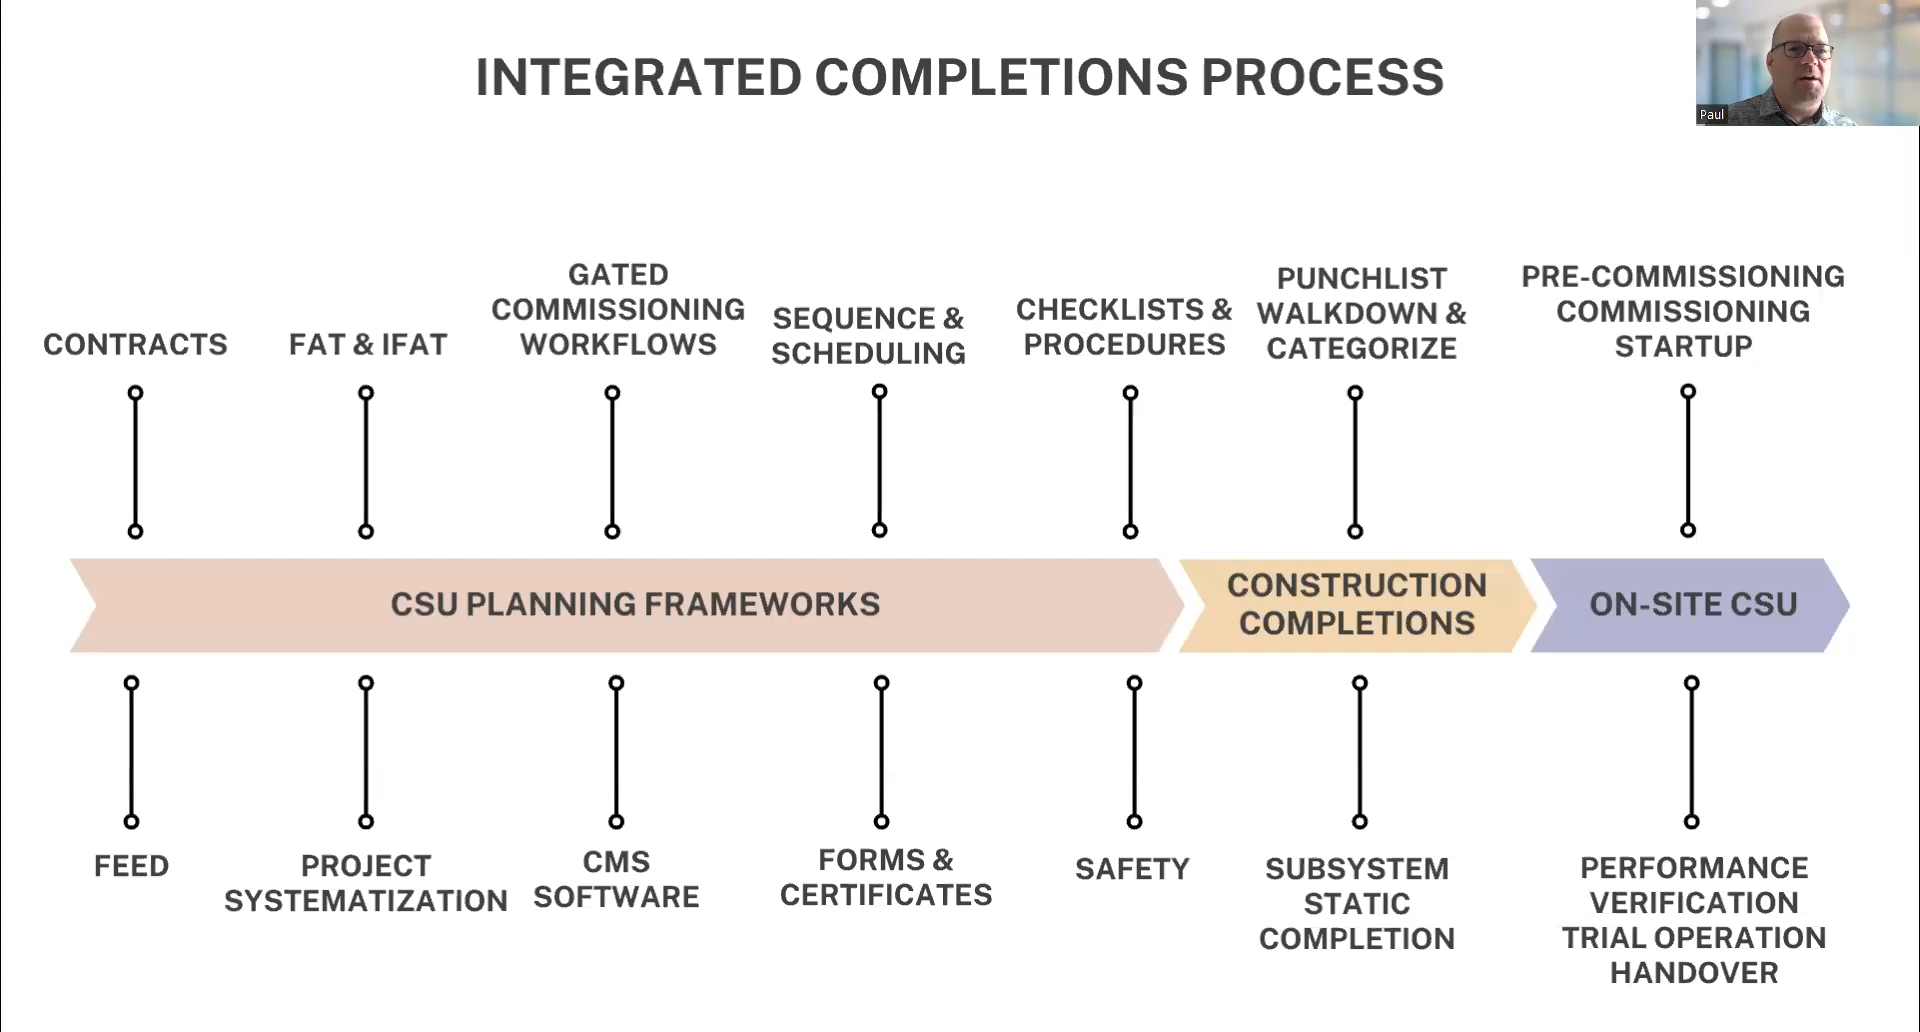 INTEGRATED COMPLETIONS PROCESS
Paul
CONTRACTS
FAT & IFAT
GATED
COMMISSIONING
WORKFLOWS
SEQUENCE &
SCHEDULING
CHECKLISTS &
PROCEDURES
PUNCHLIST
WALKDOWN &
CATEGORIZE
PRE-COMMISSIONING
COMMISSIONING
STARTUP
CSU PLANNING FRAMEWORKS
CONSTRUCTION
COMPLETIONS
ON-SITE CSU
FEED
PROJECT
SYSTEMATIZATION
CMS
SOFTWARE
FORMS &
CERTIFICATES
SAFETY
SUBSYSTEM
STATIC
COMPLETION
PERFORMANCE
VERIFICATION
TRIAL OPERATION
HANDOVER